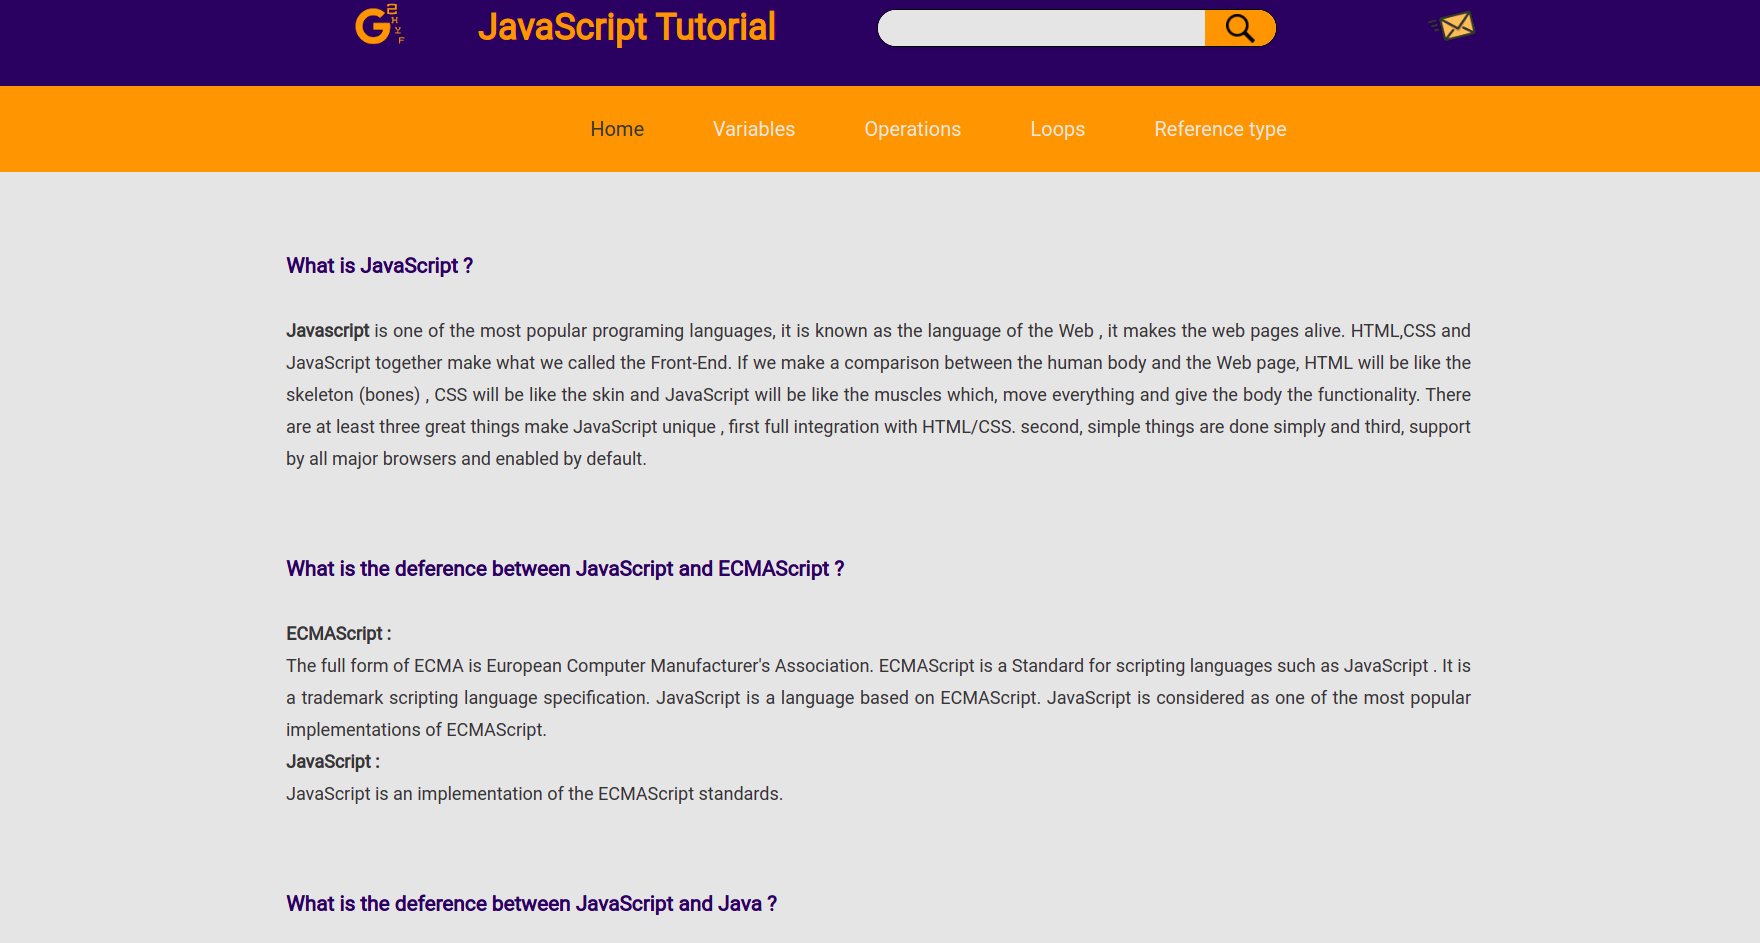 G2HYF
JavaScript Tutorial
Home Variables Operations Loops Reference type
What is JavaScript ?
Javascript is one of the most popular programing languages, it is known as the language of the Web , it makes the web pages alive. HTML,CSS and
JavaScript together make what we called the Front-End. If we make a comparison between the human body and the Web page, HTML will be like the
skeleton (bones) , CSS will be like the skin and JavaScript will be like the muscles which, move everything and give the body the functionality. There
are at least three great things make JavaScript unique , first full integration with HTML/CSS. second, simple things are done simply and third, support
by all major browsers and enabled by default.
What is the deference between JavaScript and ECMAScript ?
ECMAScript :
The full form of ECMA is European Computer Manufacturer's Association. ECMAScript is a Standard for scripting languages such as JavaScript . It is
a trademark scripting language specification. JavaScript is a language based on ECMAScript. JavaScript is considered as one of the most popular
implementations of ECMAScript.
JavaScript :
JavaScript is an implementation of the ECMAScript standards.
What is the deference between JavaScript and Java ?